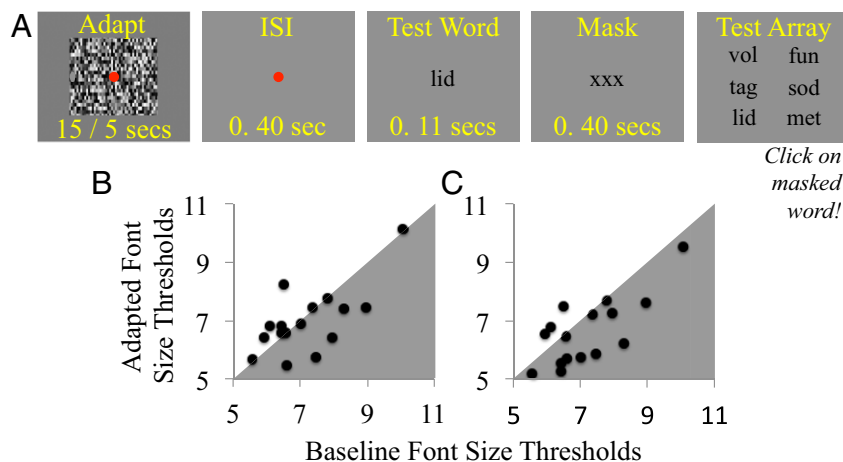 A
Adapt
15 / 5 secs
ISI
0. 40 sec
Test Word
lid
0. 11 secs
Mask
xxx
0. 40 secs
Test Array
vol fun
tag sod
lid met
Click on
masked
word!
B
C
Adapted Font
Size Thresholds
11
9
7
5
5 7 9 11
11
9
7
5
5 7 9 11
Baseline Font Size Thresholds